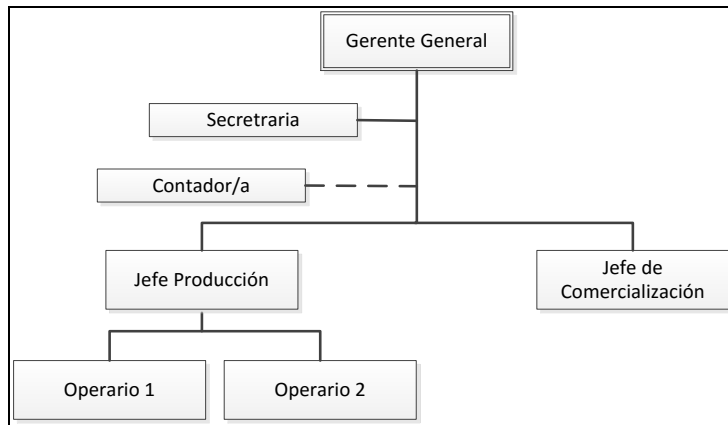 Gerente General
Secretraria
Contador/a
Jefe Producción
Jefe de
Comercialización
Operario 1
Operario 2